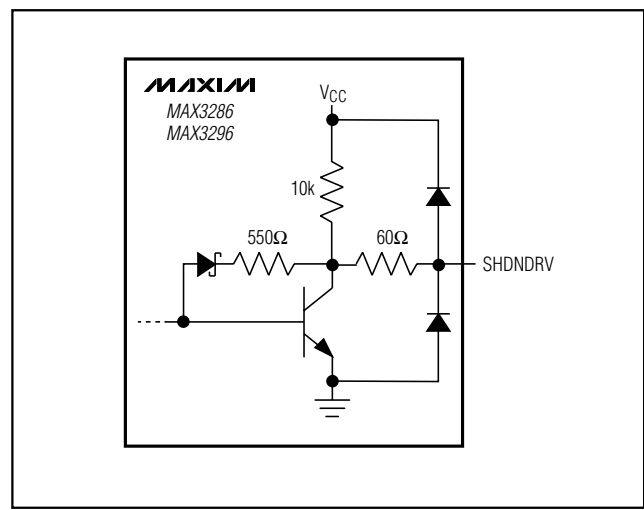 MAXIM
MAX3286
MAX3296
VCC
10k
550Ω
60Ω
SHDNDRV